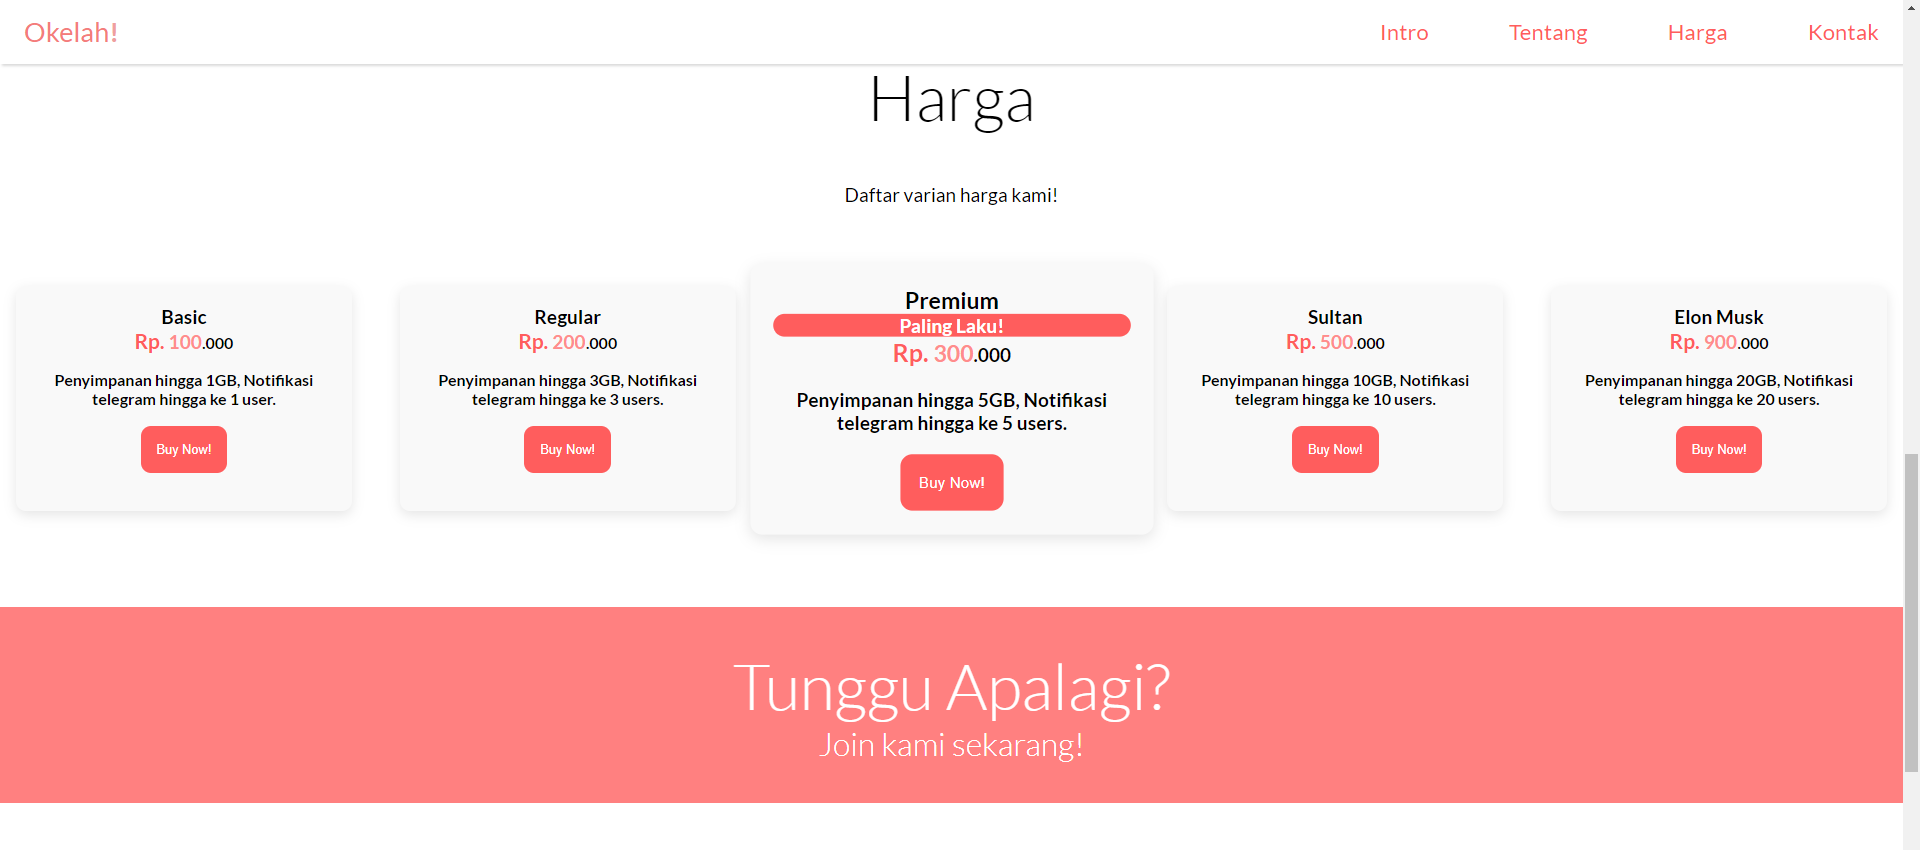 Okelah!
Intro
Tentang
Harga
Kontak
Harga
Daftar varian harga kami!
Basic
Rp. 100.000
Penyimpanan hingga 1GB, Notifikasi
telegram hingga ke 1 user.
Buy Now!
Regular
Rp. 200.000
Penyimpanan hingga 3GB, Notifikasi
telegram hingga ke 3 users.
Buy Now!
Premium
Paling Laku!
Rp. 300.000
Penyimpanan hingga 5GB, Notifikasi
telegram hingga ke 5 users.
Buy Now!
Sultan
Rp. 500.000
Penyimpanan hingga 10GB, Notifikasi
telegram hingga ke 10 users.
Buy Now!
Elon Musk
Rp. 900.000
Penyimpanan hingga 20GB, Notifikasi
telegram hingga ke 20 users.
Buy Now!
Tunggu Apalagi?
Join kami sekarang!